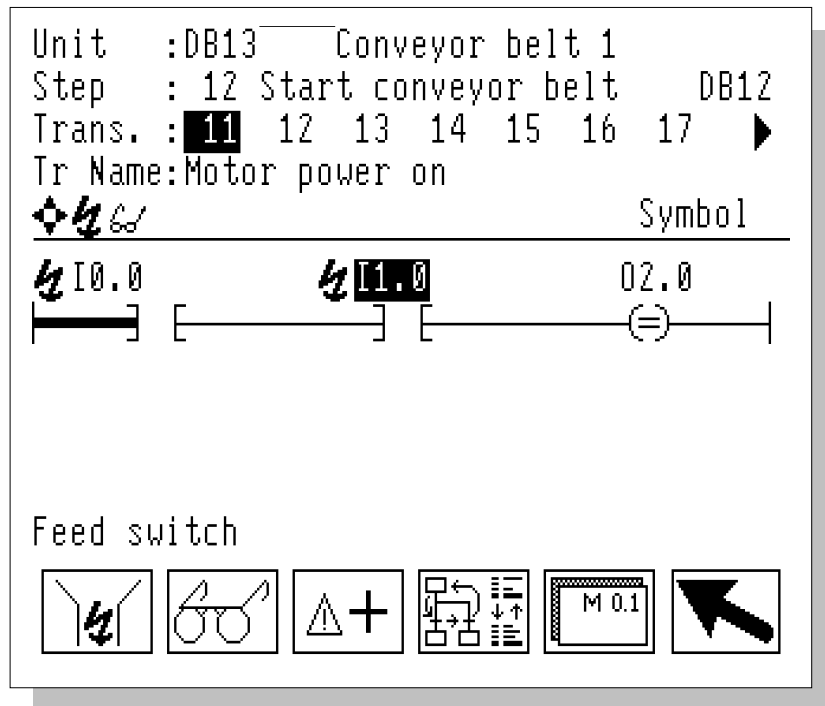 Unit :DB13 Conveyor belt 1
Step : 12 Start conveyor belt DB12
Trans. : 11 12 13 14 15 16 17
Tr Name:Motor power on
Symbol
I0.0 I1.0 O2.0
Feed switch
M 0.1